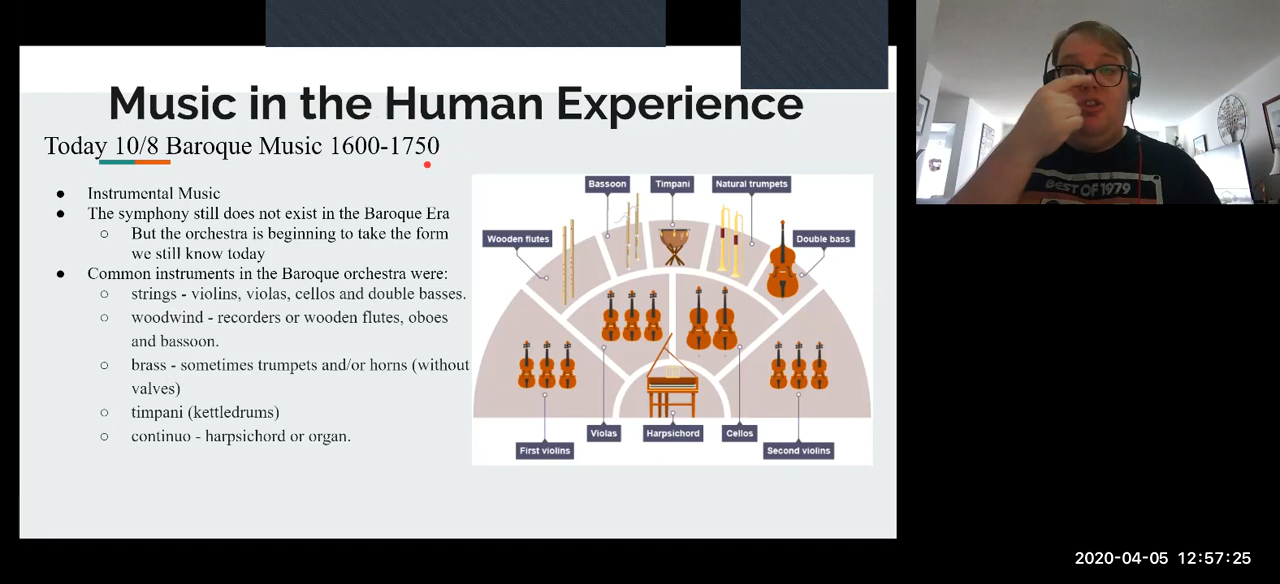 Music in the Human Experience
Today 10/8 Baroque Music 1600-1750
● Instrumental Music
● The symphony still does not exist in the Baroque Era
○ But the orchestra is beginning to take the form
we still know today
● Common instruments in the Baroque orchestra were:
○ strings - violins, violas, cellos and double basses.
○ woodwind - recorders or wooden flutes, oboes
and bassoon.
○ brass - sometimes trumpets and/or horns (without
valves)
○ timpani (kettledrums)
○ continuo - harpsichord or organ.
Bassoon
Timpani
Natural trumpets
Wooden flutes
Double bass
Violas
Harpsichord
Cellos
First violins
Second violins
BEST OF 1979
2020-04-05 12:57:25